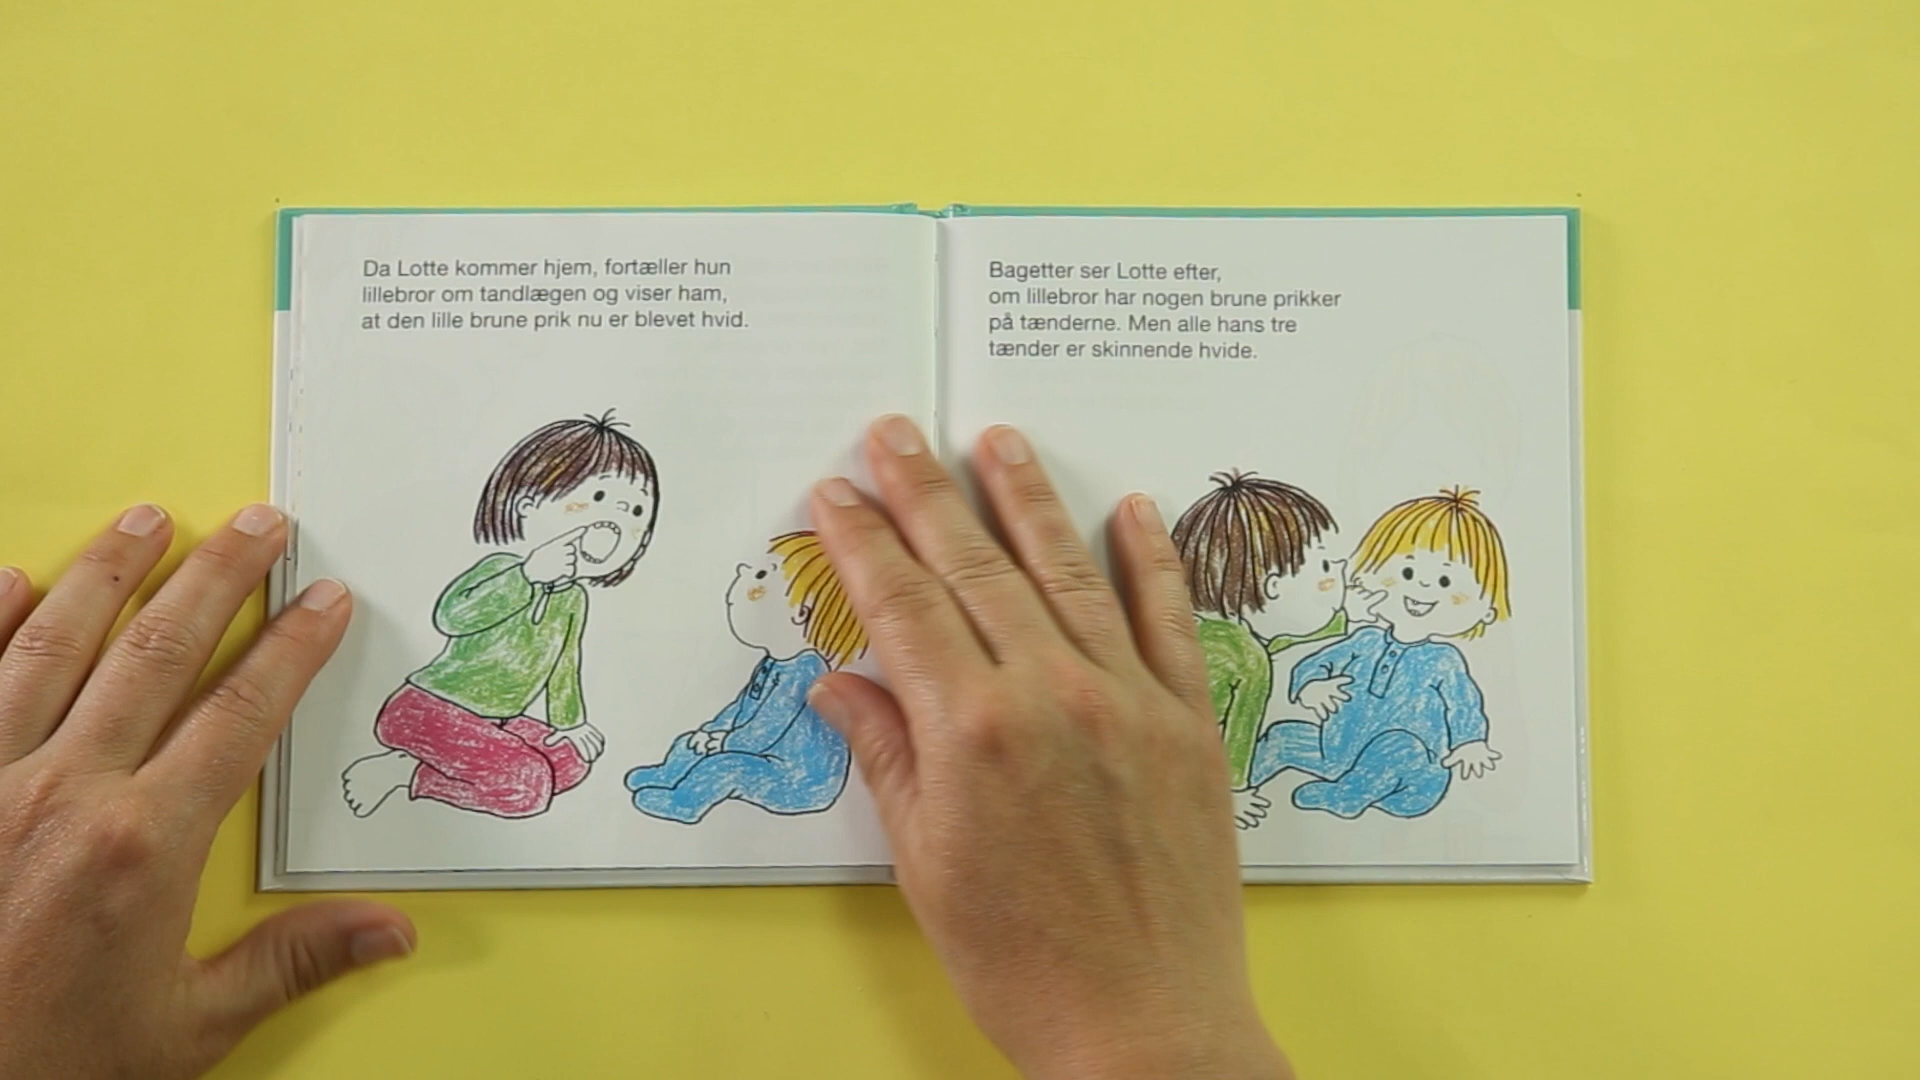 Da Lotte kommer hjem, fortæller hun
lillebror om tandlægen og viser ham,
at den lille brune prik nu er blevet hvid.
Bagetter ser Lotte efter,
om lillebror har nogen brune prikker
på tænderne. Men alle hans tre
tænder er skinnende hvide.